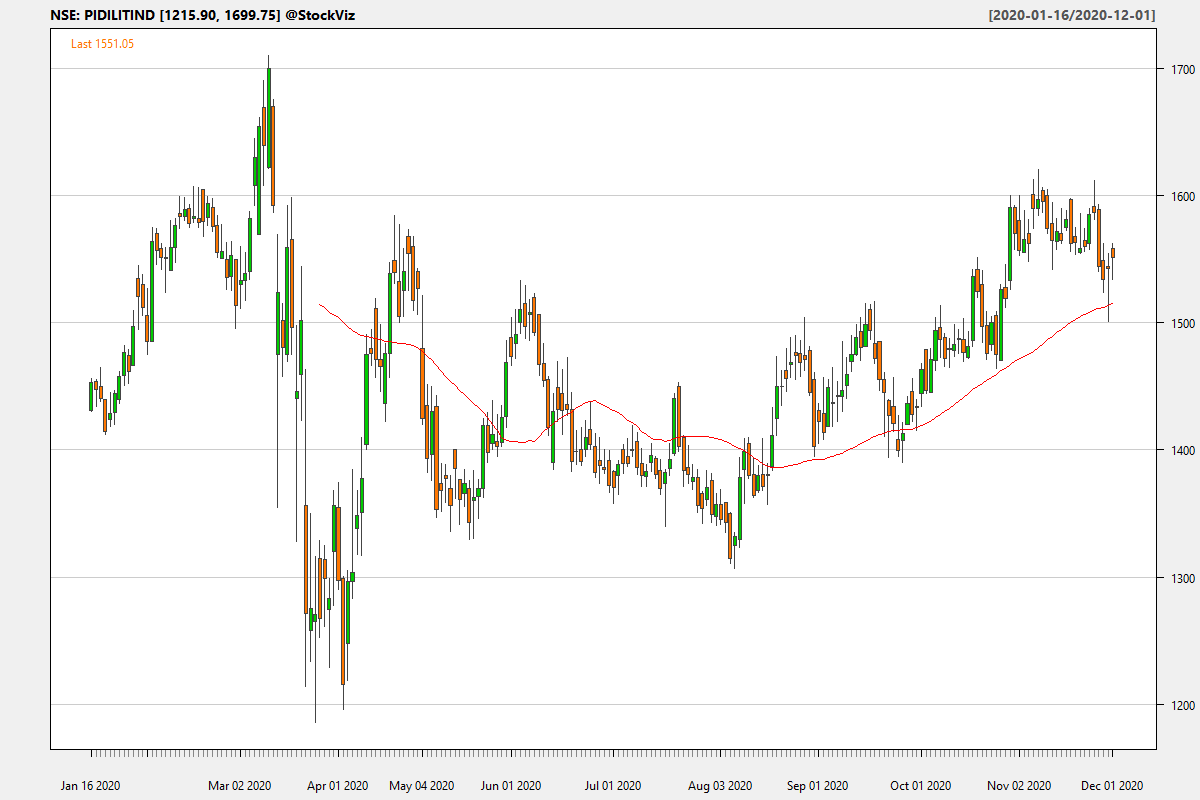 NSE: PIDILITIND [1215.90, 1699.75] @StockViz [2020-01-16/2020-12-01]
Last 1551.05
1700
1600
1500
1400
1300
1200
Jan 16 2020 Mar 02 2020 Apr 01 2020 May 04 2020 Jun 01 2020 Jul 01 2020 Aug 03 2020 Sep 01 2020 Oct 01 2020 Nov 02 2020 Dec 01 2020